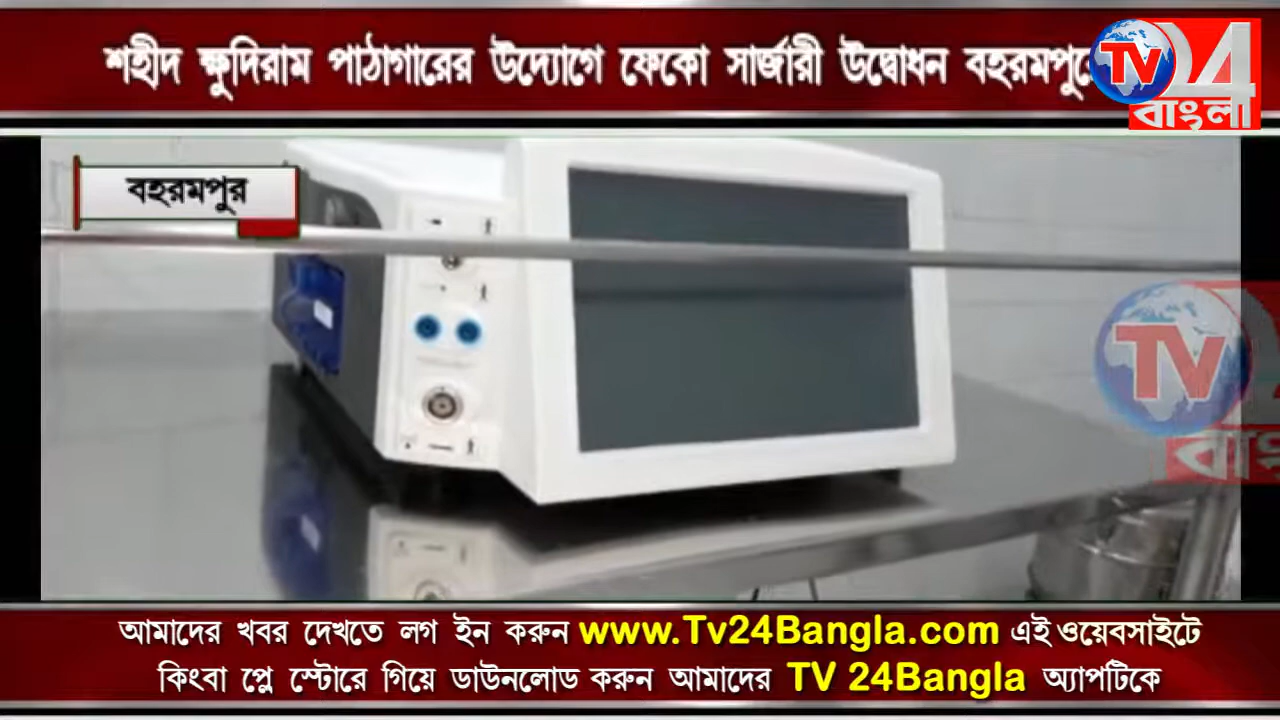 শহীদ ক্ষুদিরাম পাঠাগারের উদ্যোগে ফেকো সার্জারী উদ্বোধন বহরমপুরে
TV 24
বাংলা
বহরমপুর
TV
আমাদের খবর দেখতে লগ ইন করুন www.Tv24Bangla.com এই ওয়েবসাইটে
কিংবা প্লে স্টোরে গিয়ে ডাউনলোড করুন আমাদের TV 24Bangla অ্যাপটিকে